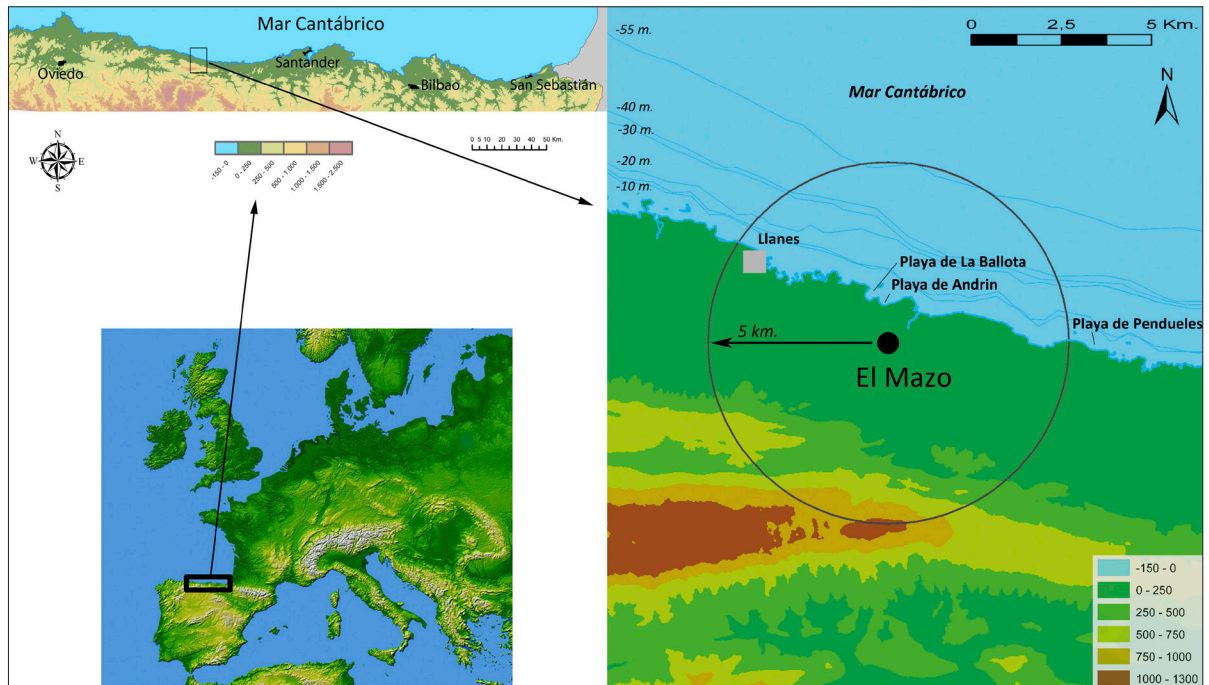 Mar Cantábrico
Oviedo
Santander
Bilbao
San Sebastián
N
W
E
S
0 5 10 20 30 40 50 Km.
-150 - 0
0 - 250
250 - 500
500 - 1.000
1.000 - 1.500
1.500 - 2.500
0 2,5 5 Km.
N
-55 m.
Mar Cantábrico
-40 m.
-30 m.
-20 m.
-10 m.
Llanes
Playa de La Ballota
Playa de Andrin
Playa de Pendueles
5 km.
El Mazo
-150 - 0
0 - 250
250 - 500
500 - 750
750 - 1000
1000 - 1300